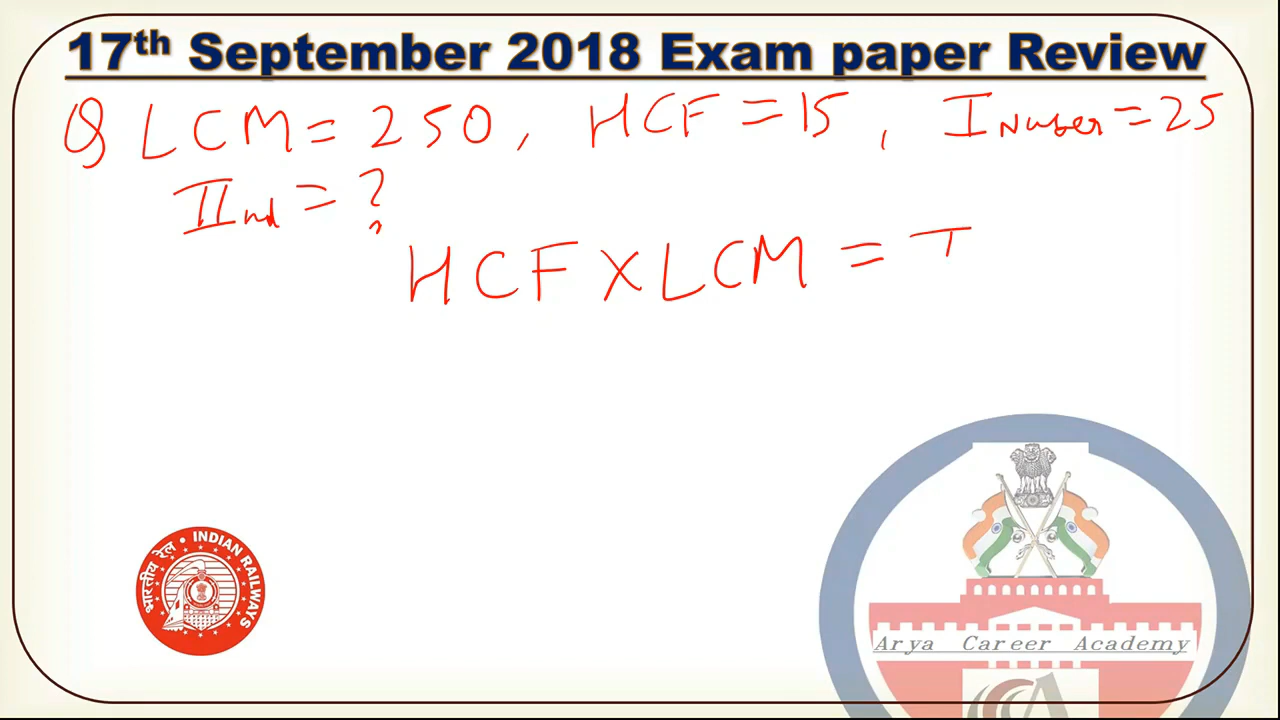 17th September 2018 Exam paper Review
Q LCM = 250, HCF = 15, I Number = 25
IInd = ?
HCF X LCM = I
भारतीय रेल • INDIAN RAILWAYS
Arya Career Academy